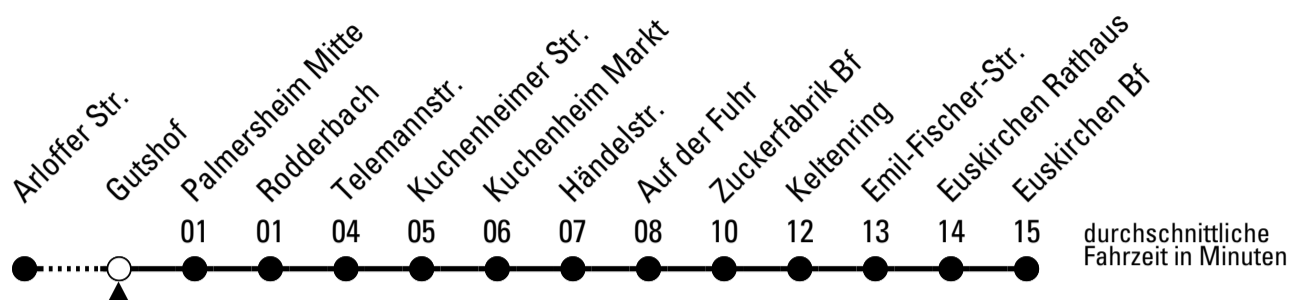 Arloffer Str.
Gutshof
Palmersheim Mitte
Rodderbach
Telemannstr.
Kuchenheimer Str.
Kuchenheim Markt
Händelstr.
Auf der Fuhr
Zuckerfabrik Bf
Keltenring
Emil-Fischer-Str.
Euskirchen Rathaus
Euskirchen Bf
01 01 04 05 06 07 08 10 12 13 14 15
durchschnittliche
Fahrzeit in Minuten